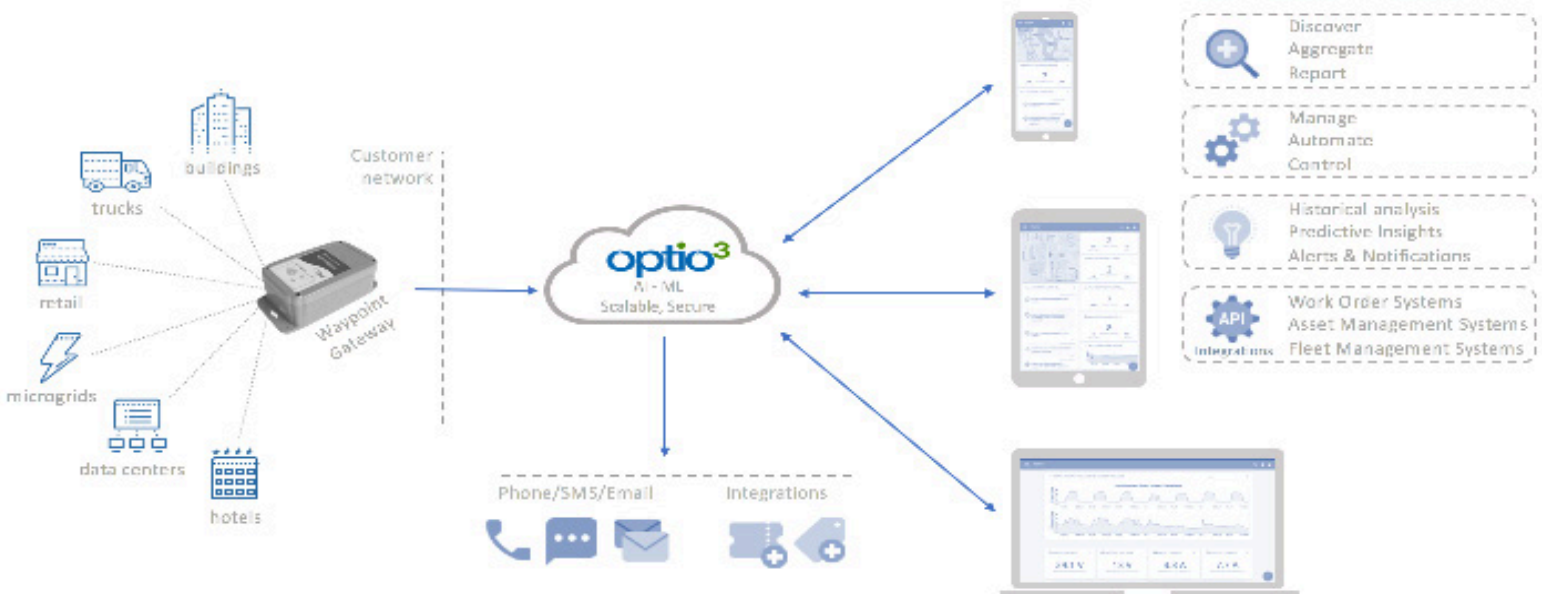 buildings
trucks
retail
microgrids
data centers
hotels
Waypoint
Gateway
Customer
network
optio3
AI - ML
Scalable, Secure
Phone/SMS/Email
Integrations
Discover
Aggregate
Report
Manage
Automate
Control
Historical analysis
Predictive Insights
Alerts & Notifications
API
Integrations
Work Order Systems
Asset Management Systems
Fleet Management Systems